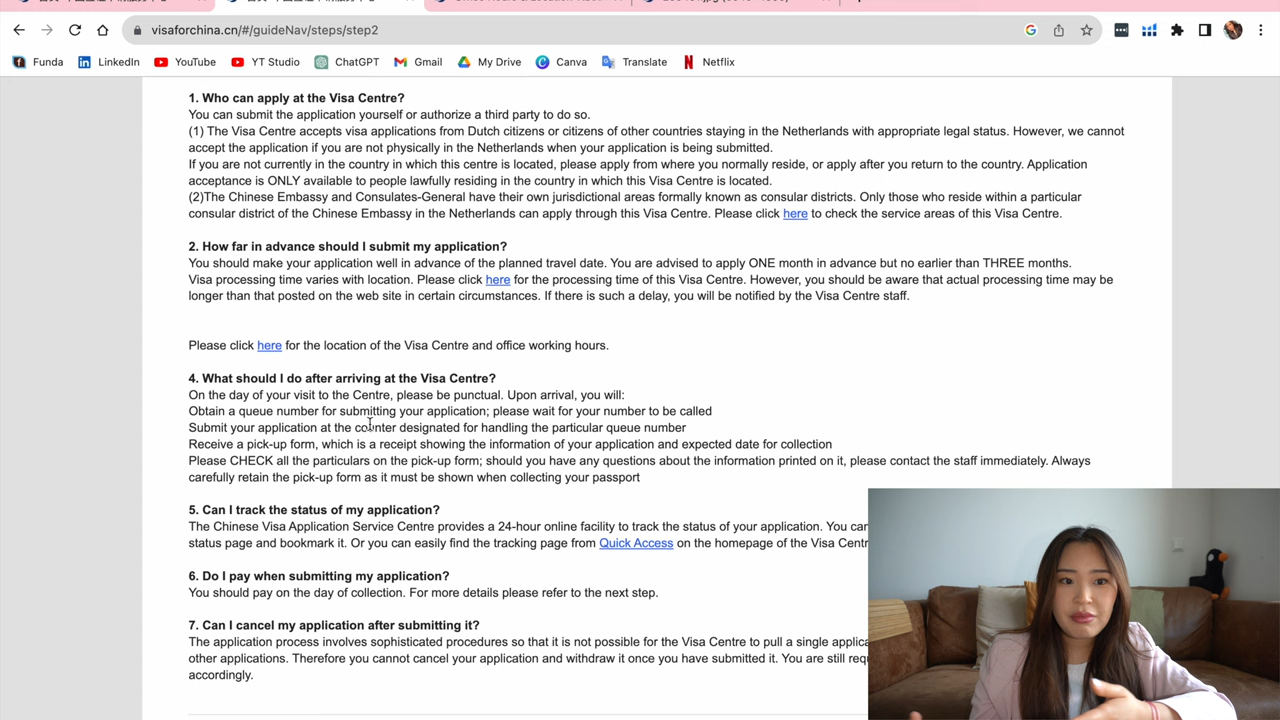 visaforchina.cn/#/guideNav/steps/step2
Funda LinkedIn YouTube YT Studio ChatGPT Gmail My Drive Canva Translate Netflix
1. Who can apply at the Visa Centre?
You can submit the application yourself or authorize a third party to do so.
(1) The Visa Centre accepts visa applications from Dutch citizens or citizens of other countries staying in the Netherlands with appropriate legal status. However, we cannot
accept the application if you are not physically in the Netherlands when your application is being submitted.
If you are not currently in the country in which this centre is located, please apply from where you normally reside, or apply after you return to the country. Application
acceptance is ONLY available to people lawfully residing in the country in which this Visa Centre is located.
(2)The Chinese Embassy and Consulates-General have their own jurisdictional areas formally known as consular districts. Only those who reside within a particular
consular district of the Chinese Embassy in the Netherlands can apply through this Visa Centre. Please click here to check the service areas of this Visa Centre.
2. How far in advance should I submit my application?
You should make your application well in advance of the planned travel date. You are advised to apply ONE month in advance but no earlier than THREE months.
Visa processing time varies with location. Please click here for the processing time of this Visa Centre. However, you should be aware that actual processing time may be
longer than that posted on the web site in certain circumstances. If there is such a delay, you will be notified by the Visa Centre staff.
Please click here for the location of the Visa Centre and office working hours.
4. What should I do after arriving at the Visa Centre?
On the day of your visit to the Centre, please be punctual. Upon arrival, you will:
Obtain a queue number for submitting your application; please wait for your number to be called
Submit your application at the counter designated for handling the particular queue number
Receive a pick-up form, which is a receipt showing the information of your application and expected date for collection
Please CHECK all the particulars on the pick-up form; should you have any questions about the information printed on it, please contact the staff immediately. Always
carefully retain the pick-up form as it must be shown when collecting your passport
5. Can I track the status of my application?
The Chinese Visa Application Service Centre provides a 24-hour online facility to track the status of your application. You can
status page and bookmark it. Or you can easily find the tracking page from Quick Access on the homepage of the Visa Centr
6. Do I pay when submitting my application?
You should pay on the day of collection. For more details please refer to the next step.
7. Can I cancel my application after submitting it?
The application process involves sophisticated procedures so that it is not possible for the Visa Centre to pull a single applica
other applications. Therefore you cannot cancel your application and withdraw it once you have submitted it. You are still req
accordingly.